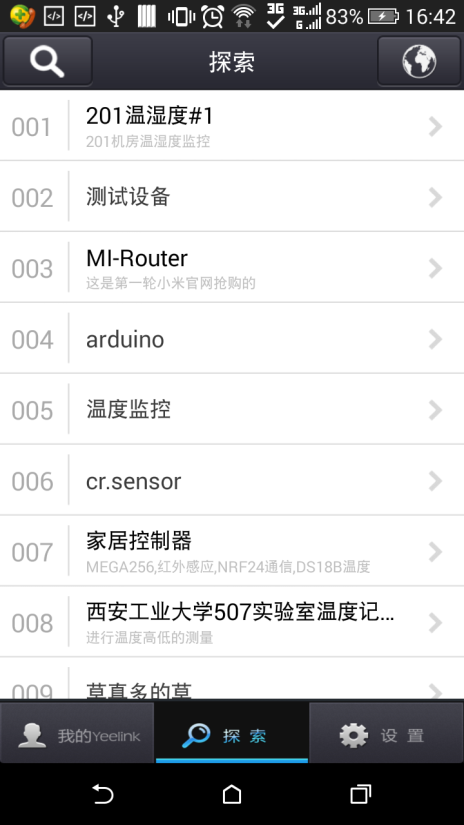 3G 3G G 83% 16:42
探索
001
201温湿度#1
201机房温湿度监控
002
测试设备
003
MI-Router
这是第一轮小米官网抢购的
004
arduino
005
温度监控
006
cr.sensor
007
家居控制器
MEGA256,红外感应,NRF24通信,DS18B温度
008
西安工业大学507实验室温度记...
进行温度高低的测量
009
草真多的草
我的Yeelink
探索
设置